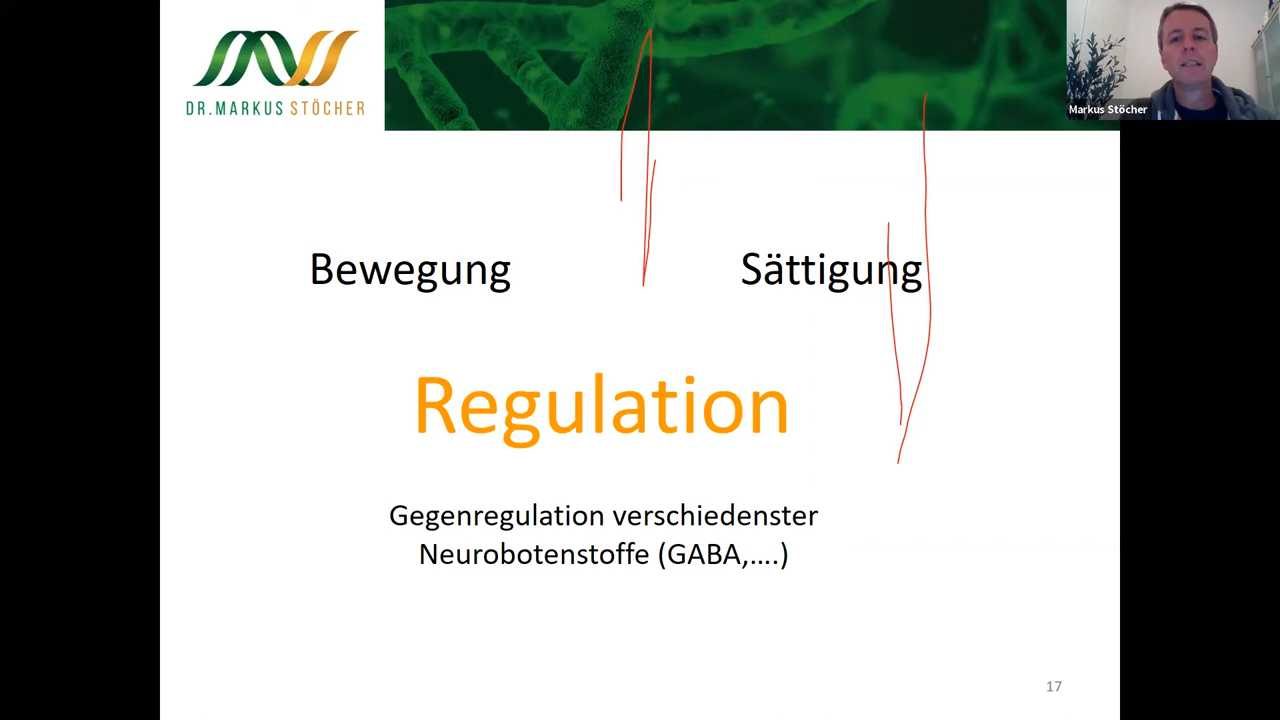 DR.MARKUS STÖCHER
Markus Stöcher
Bewegung Sättigung
Regulation
Gegenregulation verschiedenster
Neurobotenstoffe (GABA,....)
17